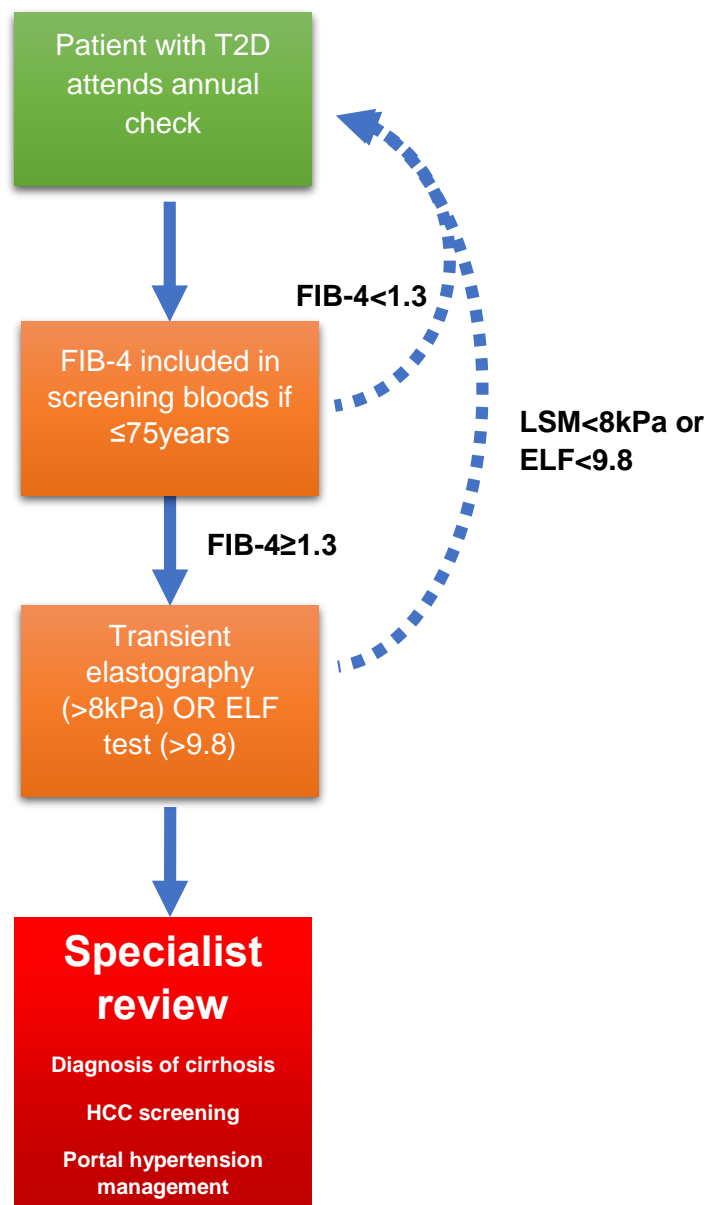 Patient with T2D
attends annual
check
FIB-4<1.3
FIB-4 included in
screening bloods if
≤75years
LSM<8kPa or
ELF<9.8
FIB-4≥1.3
Transient
elastography
(>8kPa) OR ELF
test (>9.8)
Specialist
review
Diagnosis of cirrhosis
HCC screening
Portal hypertension
management